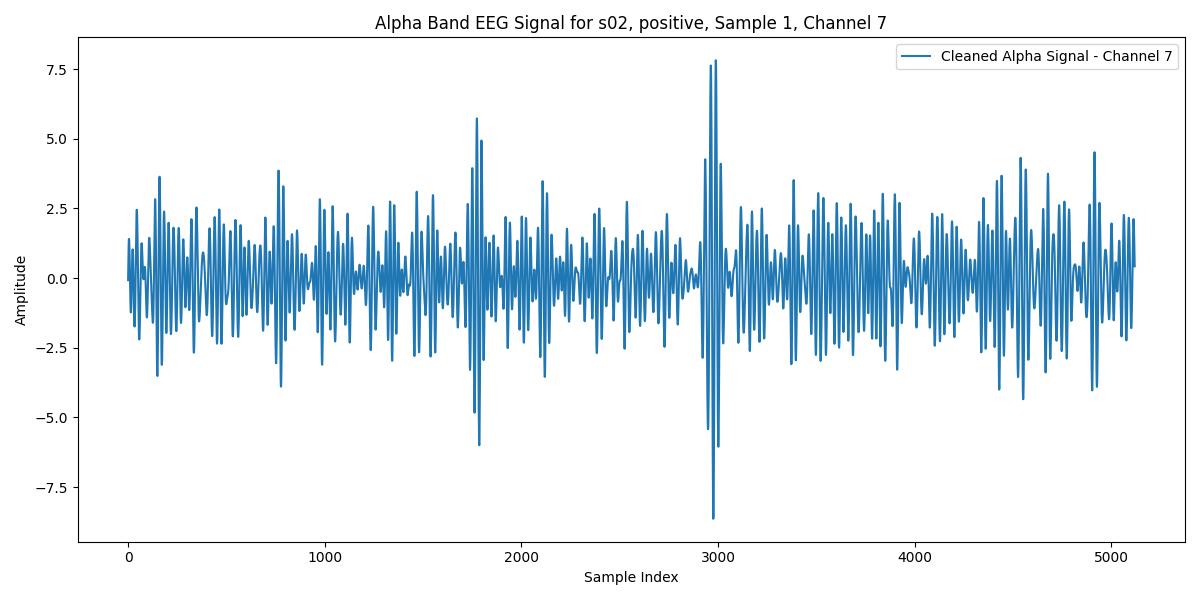 Alpha Band EEG Signal for s02, positive, Sample 1, Channel 7
Cleaned Alpha Signal - Channel 7
7.5
5.0
2.5
0.0
−2.5
−5.0
−7.5
Amplitude
0 1000 2000 3000 4000 5000
Sample Index